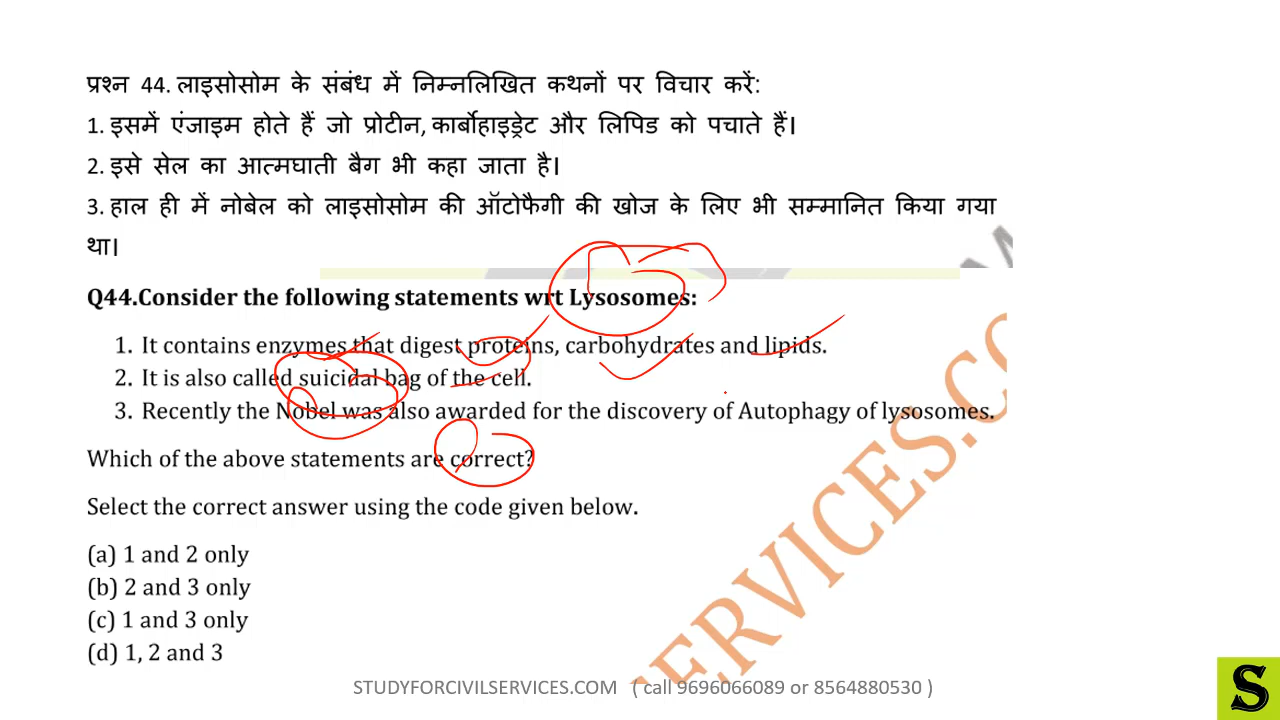 प्रश्न 44. लाइसोसोम के संबंध में निम्नलिखित कथनों पर विचार करें:
1. इसमें एंजाइम होते हैं जो प्रोटीन, कार्बोहाइड्रेट और लिपिड को पचाते हैं।
2. इसे सेल का आत्मघाती बैग भी कहा जाता है।
3. हाल ही में नोबेल को लाइसोसोम की ऑटोफैगी की खोज के लिए भी सम्मानित किया गया
था।
Q44.Consider the following statements wrt Lysosomes:
1. It contains enzymes that digest proteins, carbohydrates and lipids.
2. It is also called suicidal bag of the cell.
3. Recently the Nobel was also awarded for the discovery of Autophagy of lysosomes.
Which of the above statements are correct?
Select the correct answer using the code given below.
(a) 1 and 2 only
(b) 2 and 3 only
(c) 1 and 3 only
(d) 1, 2 and 3
STUDYFORCIVILSERVICES.COM ( call 9696066089 or 8564880530 )
S